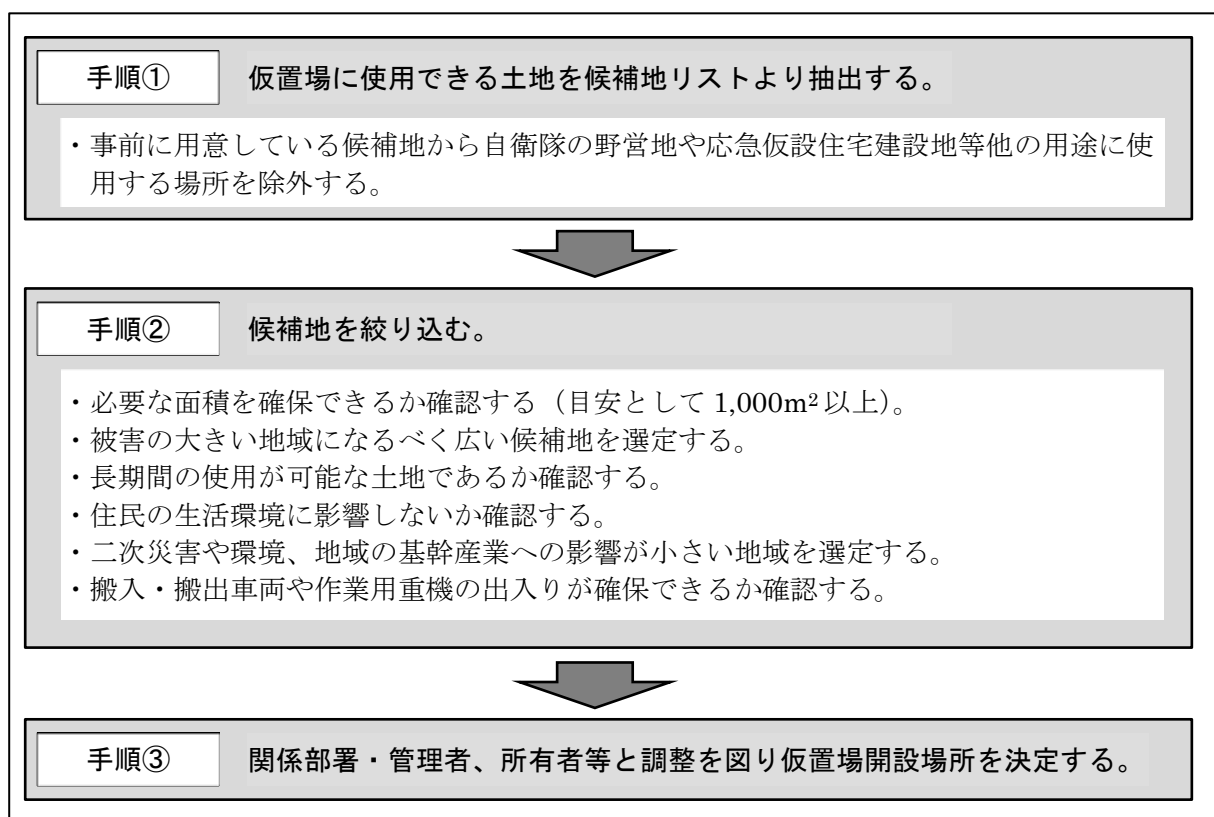 手順① 仮置場に使用できる土地を候補地リストより抽出する。
・事前に用意している候補地から自衛隊の野営地や応急仮設住宅建設地等他の用途に使
用する場所を除外する。
手順② 候補地を絞り込む。
・必要な面積を確保できるか確認する（目安として 1,000m²以上）。
・被害の大きい地域になるべく広い候補地を選定する。
・長期間の使用が可能な土地であるか確認する。
・住民の生活環境に影響しないか確認する。
・二次災害や環境、地域の基幹産業への影響が小さい地域を選定する。
・搬入・搬出車両や作業用重機の出入りが確保できるか確認する。
手順③ 関係部署・管理者、所有者等と調整を図り仮置場開設場所を決定する。